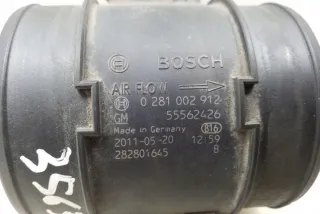 BOSCH
AIR FLOW
0 281 002 912
GM 55562426
Made in Germany 816
2011-05-20 12 59
282801645 B